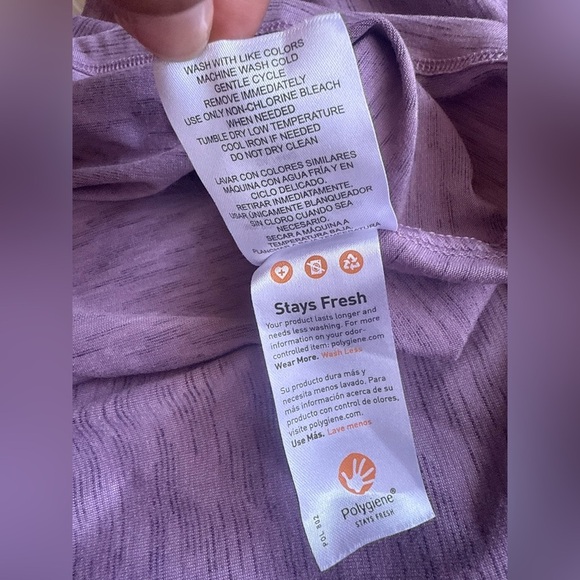 WASH WITH LIKE COLORS
MACHINE WASH COLD
GENTLE CYCLE
REMOVE IMMEDIATELY
USE ONLY NON-CHLORINE BLEACH
WHEN NEEDED
TUMBLE DRY LOW TEMPERATURE
COOL IRON IF NEEDED
DO NOT DRY CLEAN
LAVAR CON COLORES SIMILARES
MÁQUINA CON AGUA FRÍA Y EN
CICLO DELICADO.
RETIRAR INMEDIATAMENTE.
USAR ÚNICAMENTE BLANQUEADOR
SIN CLORO CUANDO SEA
NECESARIO.
SECAR A MÁQUINA A
TEMPERATURA BAJA.
Stays Fresh
Your product lasts longer and
needs less washing. For more
information on your odor-
controlled item: polygiene.com
Wear More. Wash Less
Su producto dura más y
necesita menos lavado. Para
más información acerca de su
producto con control de olores,
visite polygiene.com.
Use Más. Lave menos
Polygiene®
STAYS FRESH
POL-802